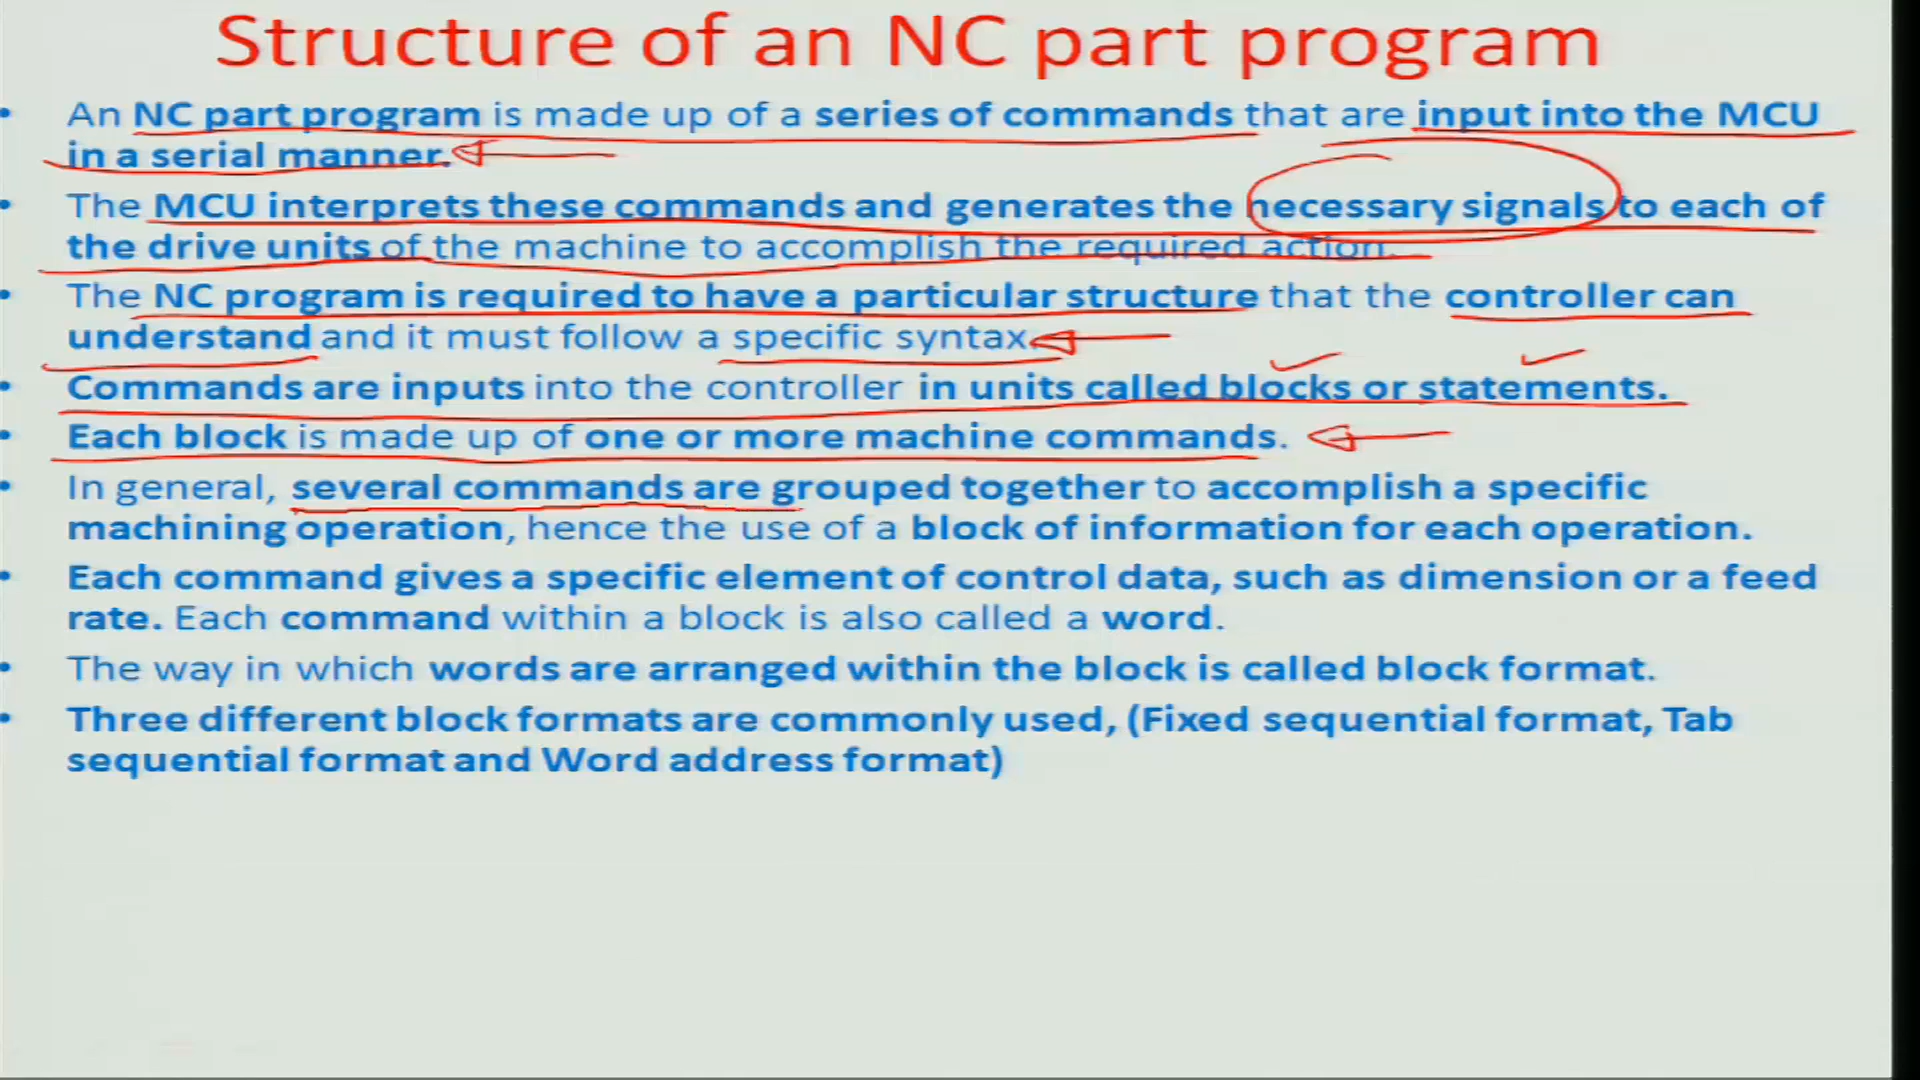 Structure of an NC part program
• An NC part program is made up of a series of commands that are input into the MCU
in a serial manner.
• The MCU interprets these commands and generates the necessary signals to each of
the drive units of the machine to accomplish the required action.
• The NC program is required to have a particular structure that the controller can
understand and it must follow a specific syntax.
• Commands are inputs into the controller in units called blocks or statements.
• Each block is made up of one or more machine commands.
• In general, several commands are grouped together to accomplish a specific
machining operation, hence the use of a block of information for each operation.
• Each command gives a specific element of control data, such as dimension or a feed
rate. Each command within a block is also called a word.
• The way in which words are arranged within the block is called block format.
• Three different block formats are commonly used, (Fixed sequential format, Tab
sequential format and Word address format)